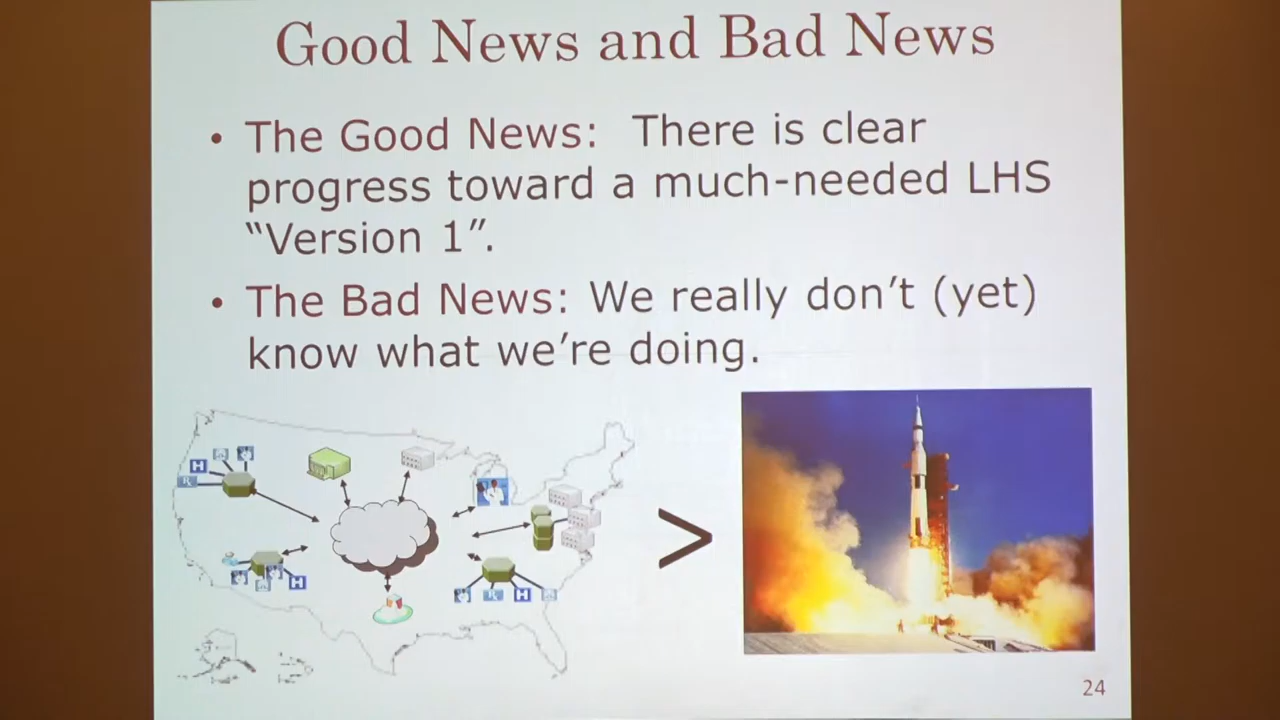 Good News and Bad News
• The Good News: There is clear
progress toward a much-needed LHS
“Version 1”.
• The Bad News: We really don’t (yet)
know what we’re doing.
H
H
H
>
24